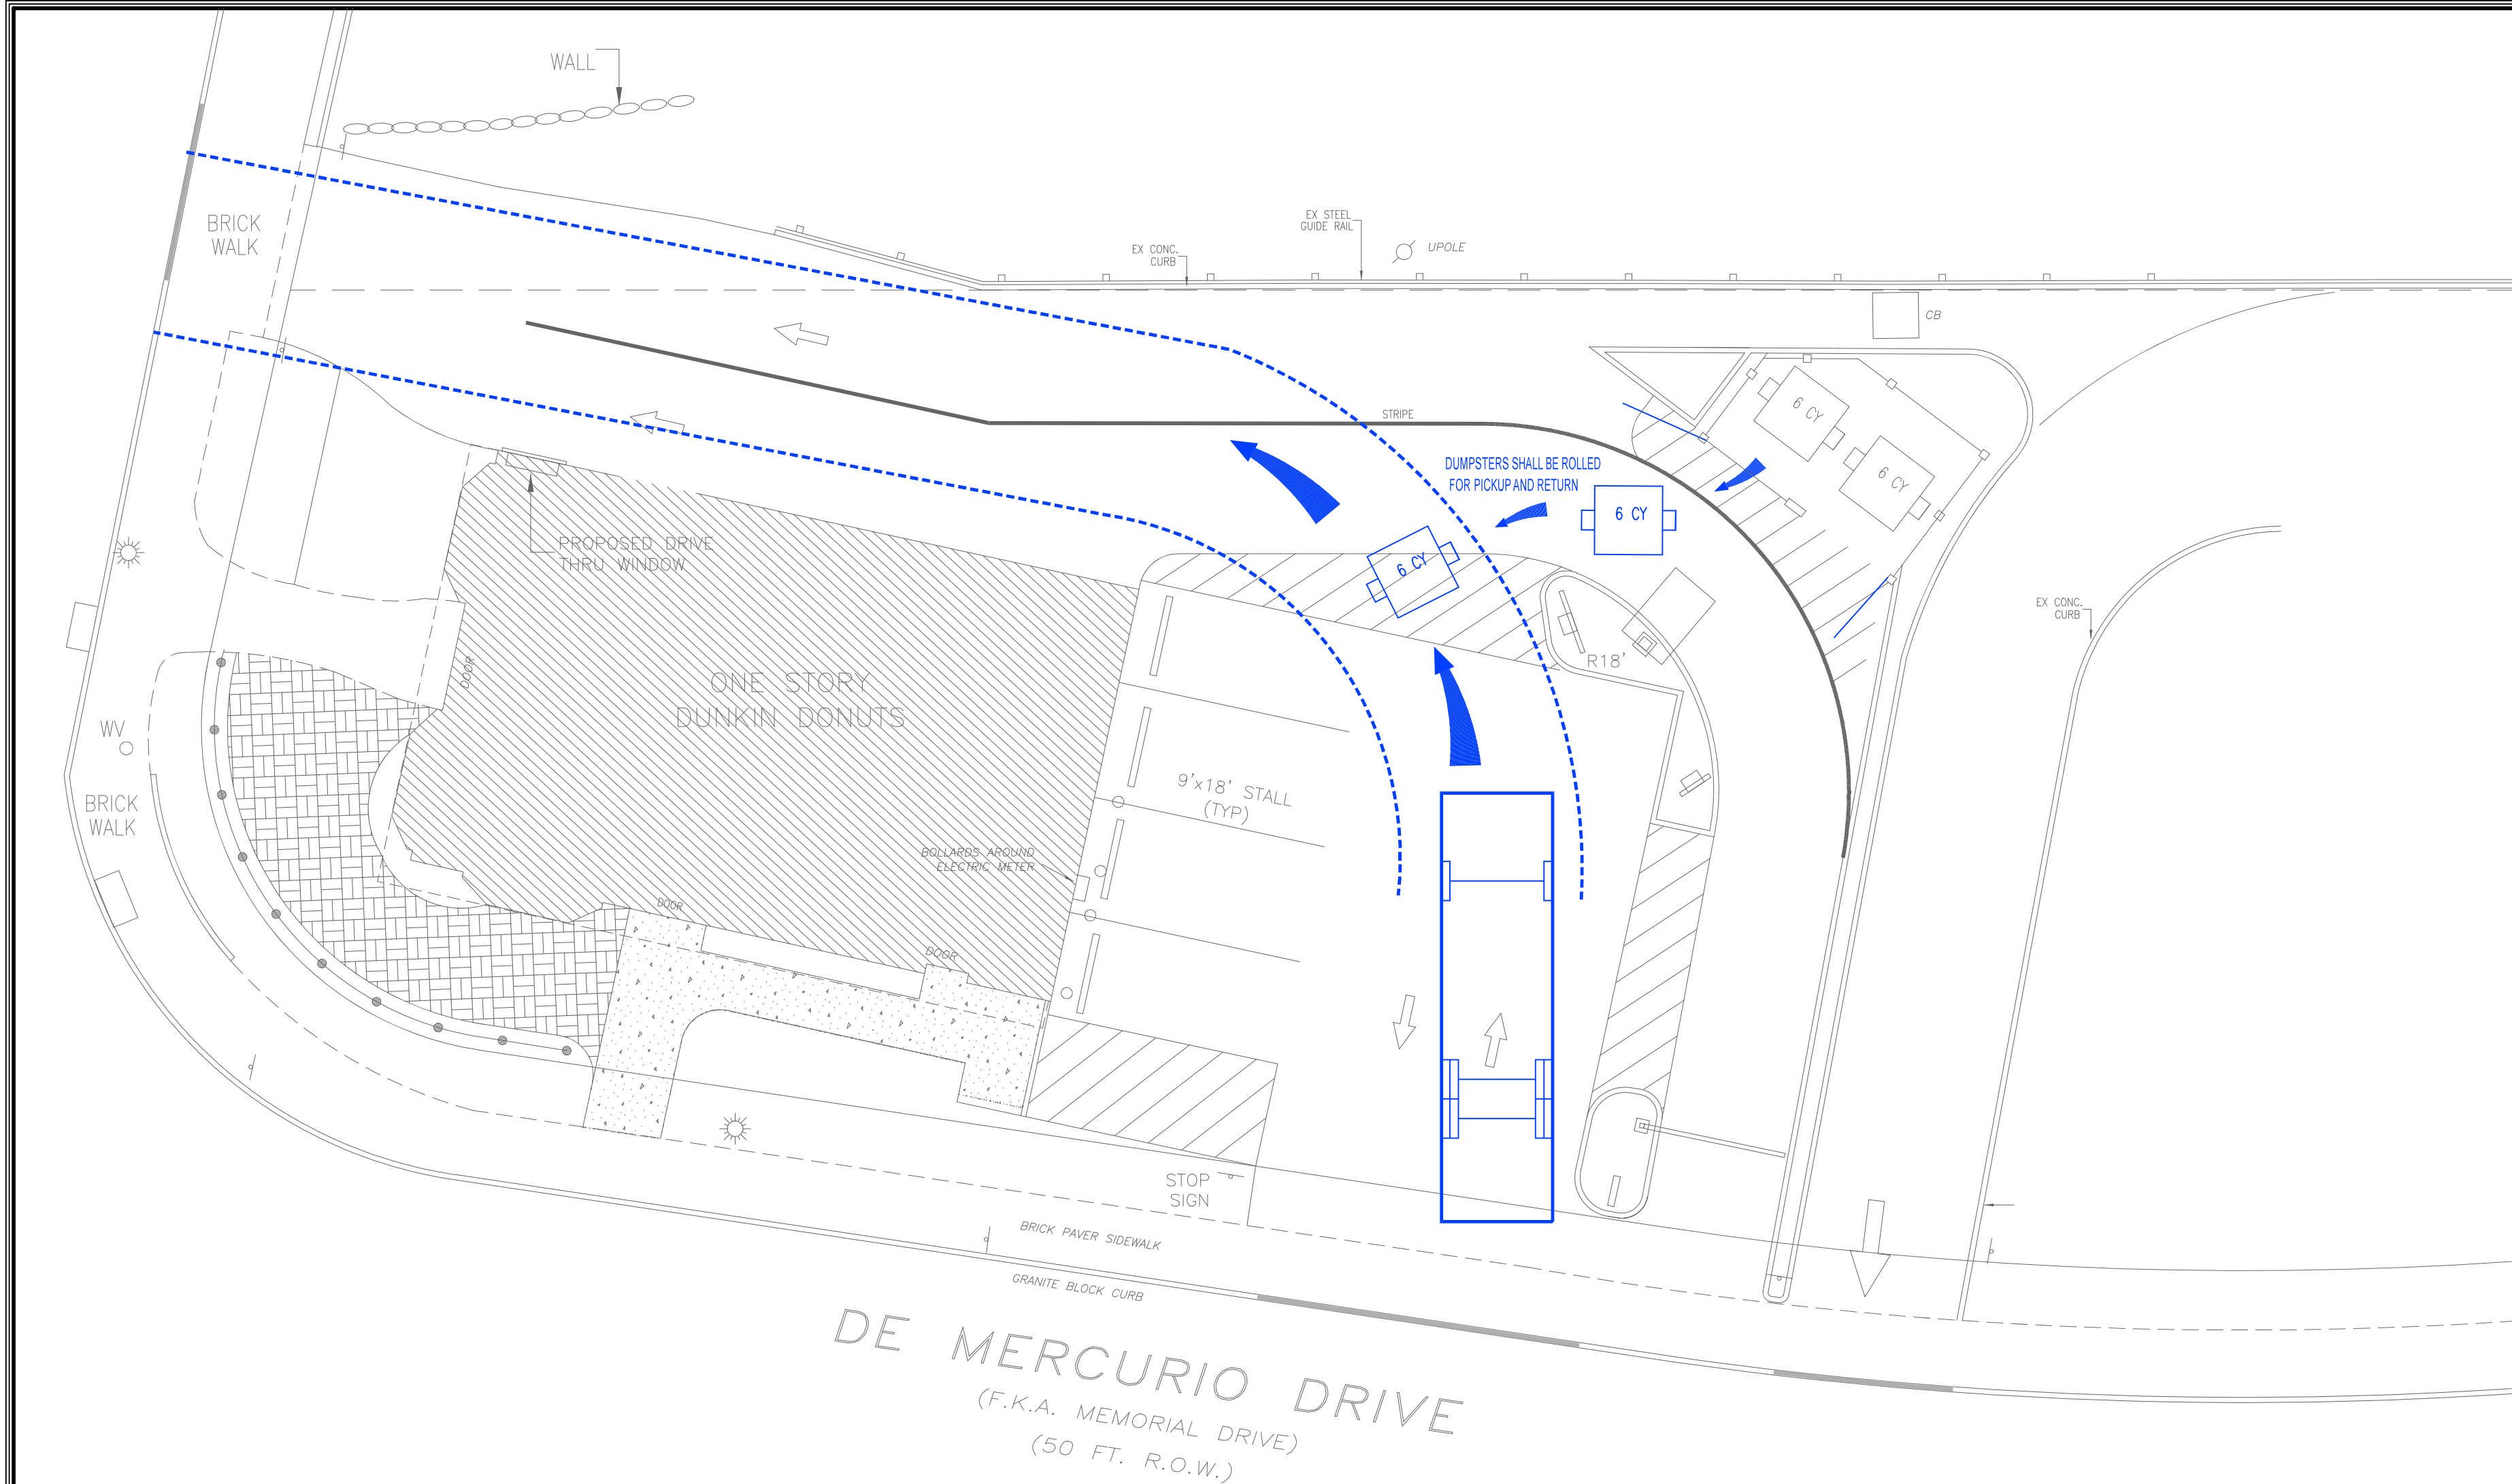 WALL
BRICK
WALK
EX STEEL
GUIDE RAIL
UPOLE
EX CONC.
CURB
CB
STRIPE
6 CY
6 CY
DUMPSTERS SHALL BE ROLLED
FOR PICKUP AND RETURN
6 CY
6 CY
PROPOSED DRIVE
THRU WINDOW
EX CONC.
CURB
R18'
DOOR
ONE STORY
DUNKIN DONUTS
WV
9'x18' STALL
(TYP)
BRICK
WALK
BOLLARDS AROUND
ELECTRIC METER
DOOR
DOOR
STOP
SIGN
BRICK PAVER SIDEWALK
GRANITE BLOCK CURB
DE MERCURIO DRIVE
(F.K.A. MEMORIAL DRIVE)
(50 FT. R.O.W.)